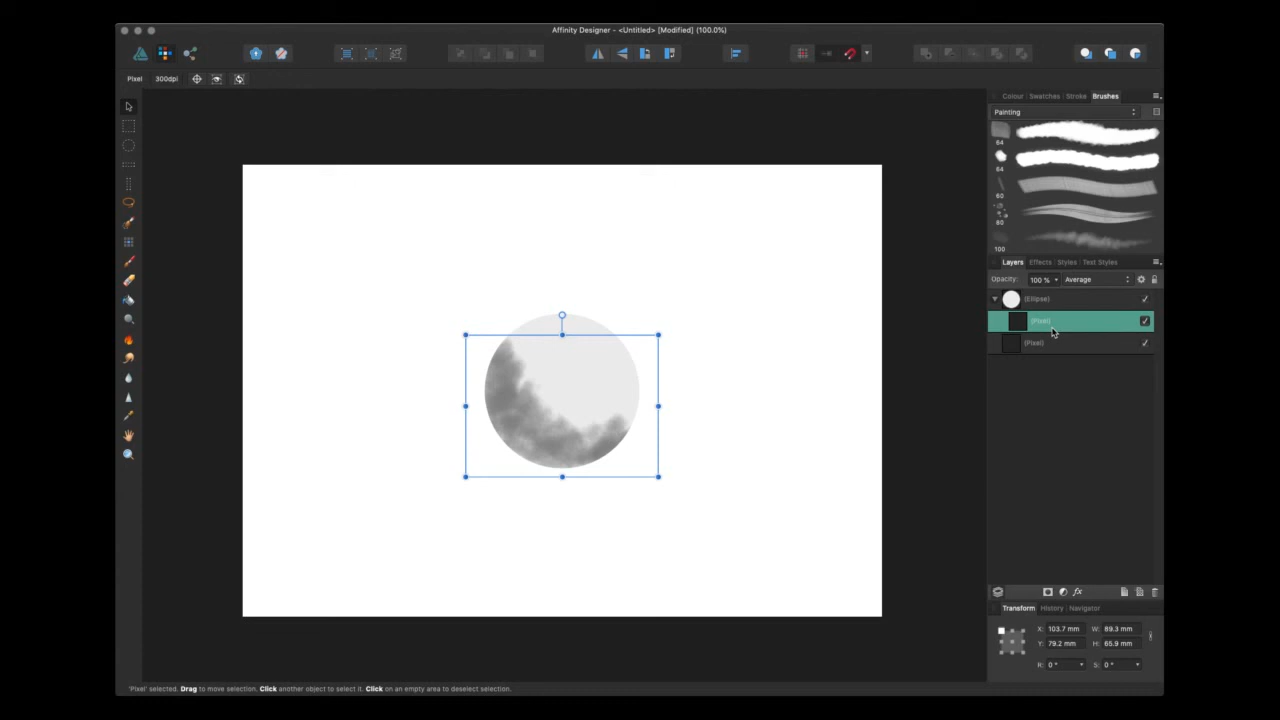 Affinity Designer - <Untitled> [Modified] (100.0%)
Pixel 300dpi
Colour Swatches Stroke Brushes
Painting
64
64
60
80
100
Layers Effects Styles Text Styles
Opacity: 100 % Average
(Ellipse)
(Pixel)
(Pixel)
Transform History Navigator
X: 103.7 mm W: 89.3 mm
Y: 79.2 mm H: 65.9 mm
R: 0 ° S: 0 °
'Pixel' selected. Drag to move selection. Click another object to select it. Click on an empty area to deselect selection.